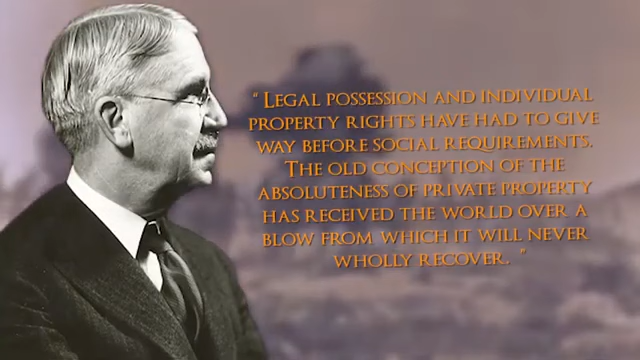 " Legal possession and individual
property rights have had to give
way before social requirements.
The old conception of the
absoluteness of private property
has received the world over a
blow from which it will never
wholly recover. "